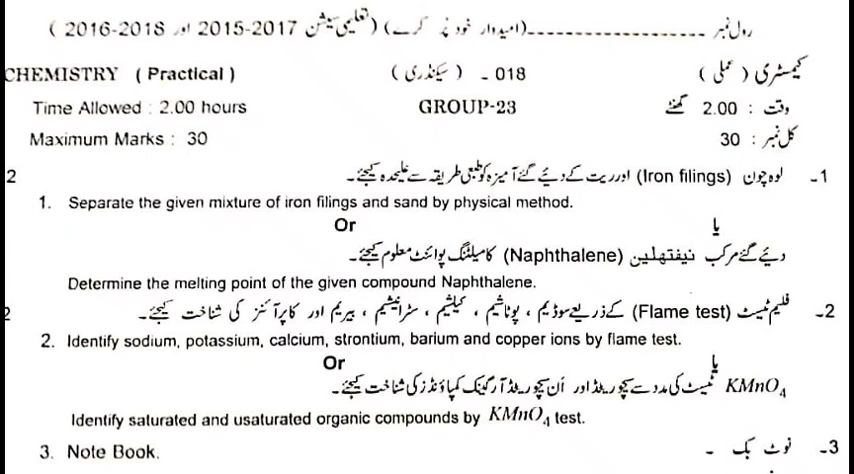 رول نمبر ـــــــــــــــــــــــــــــــــــــــ (امیدوار خود پُر کرے) (تعلیمی سیشن 2015-2017 اور 2016-2018 )
CHEMISTRY ( Practical ) (سیکنڈری ) - 018 کیمسٹری ( عملی )
Time Allowed : 2.00 hours GROUP-23 وقت : 2.00 گھنٹے
Maximum Marks : 30 کل نمبر : 30
2 1- لوہ چون (Iron filings) اور ریت کے دیئے گئے آمیزہ کو طبعی طریقہ سے علیحدہ کیجئے۔
1. Separate the given mixture of iron filings and sand by physical method.
Or یا
دیئے گئے مرکب نیفتھلین (Naphthalene) کا میلٹنگ پوائنٹ معلوم کیجئے۔
Determine the melting point of the given compound Naphthalene.
2 2- فلیم ٹیسٹ (Flame test) کے ذریعے سوڈیم ، پوٹاشیم ، کیلشیم ، سٹرانشیم ، بیریم اور کاپر آئنز کی شناخت کیجئے۔
2. Identify sodium, potassium, calcium, strontium, barium and copper ions by flame test.
Or یا
KMnO₄ ٹیسٹ کی مدد سے سچوریٹڈ اور اَن سچوریٹڈ آرگینک کمپاؤنڈز کی شناخت کیجئے۔
Identify saturated and usaturated organic compounds by KMnO₄ test.
3. Note Book. 3- نوٹ بک -